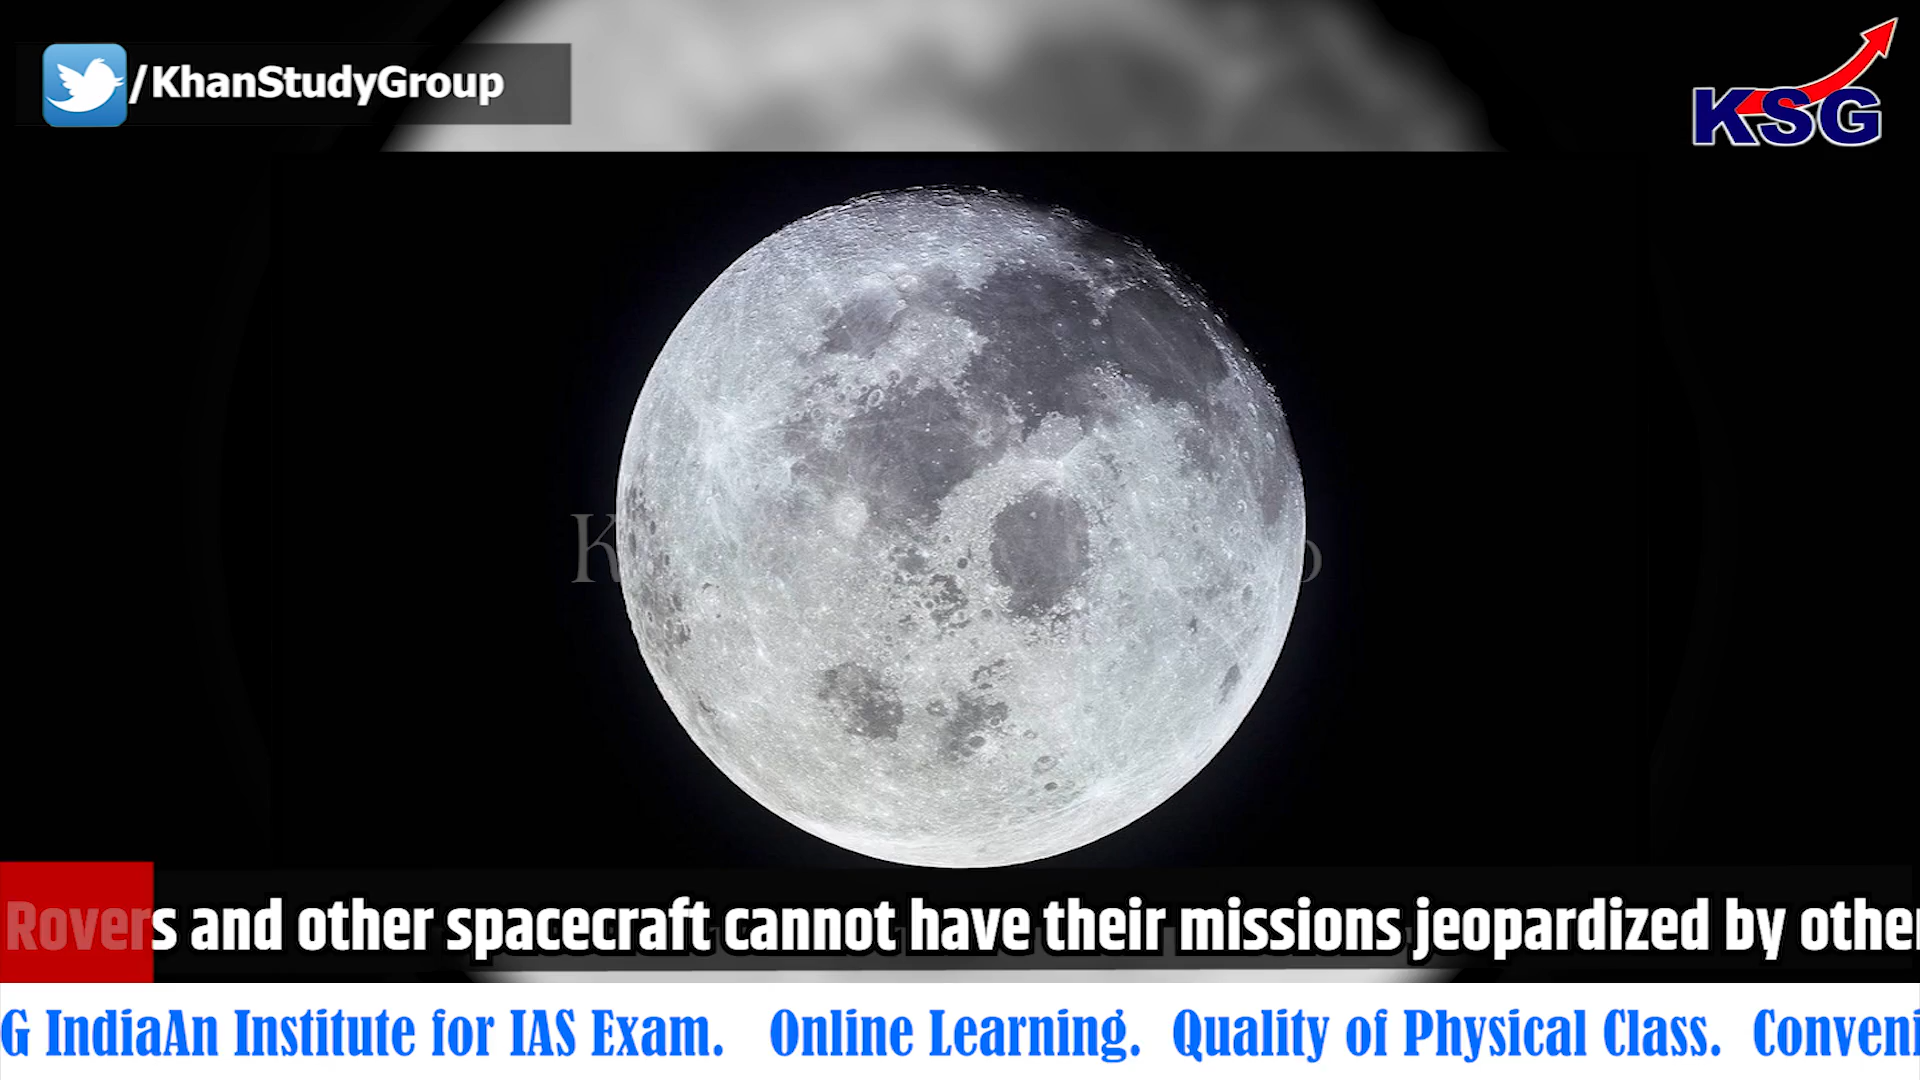 /KhanStudyGroup
KSG
Rovers and other spacecraft cannot have their missions jeopardized by other
G IndiaAn Institute for IAS Exam. Online Learning. Quality of Physical Class. Conveni